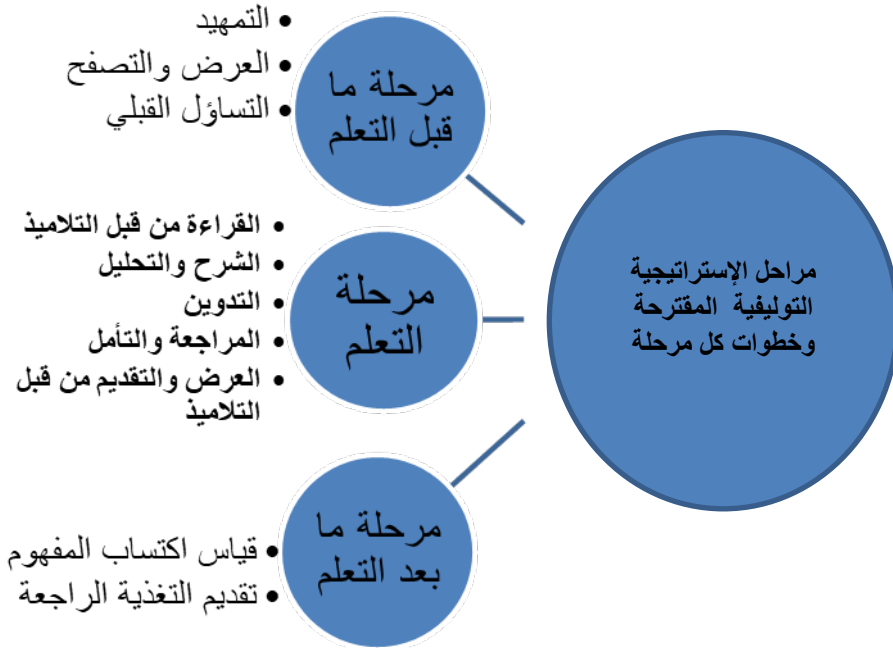 مراحل الإستراتيجية
التوليفية المقترحة
وخطوات كل مرحلة
مرحلة ما
قبل التعلم
• التمهيد
• العرض والتصفح
• التساؤل القبلي
مرحلة
التعلم
• القراءة من قبل التلاميذ
• الشرح والتحليل
• التدوين
• المراجعة والتأمل
• العرض والتقديم من قبل
التلاميذ
مرحلة ما
بعد التعلم
• قياس اكتساب المفهوم
• تقديم التغذية الراجعة